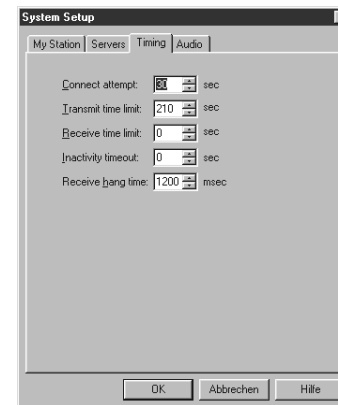 System Setup
My Station Servers Timing Audio
Connect attempt: 30 sec
Transmit time limit: 210 sec
Receive time limit: 0 sec
Inactivity timeout: 0 sec
Receive hang time: 1200 msec
OK Abbrechen Hilfe